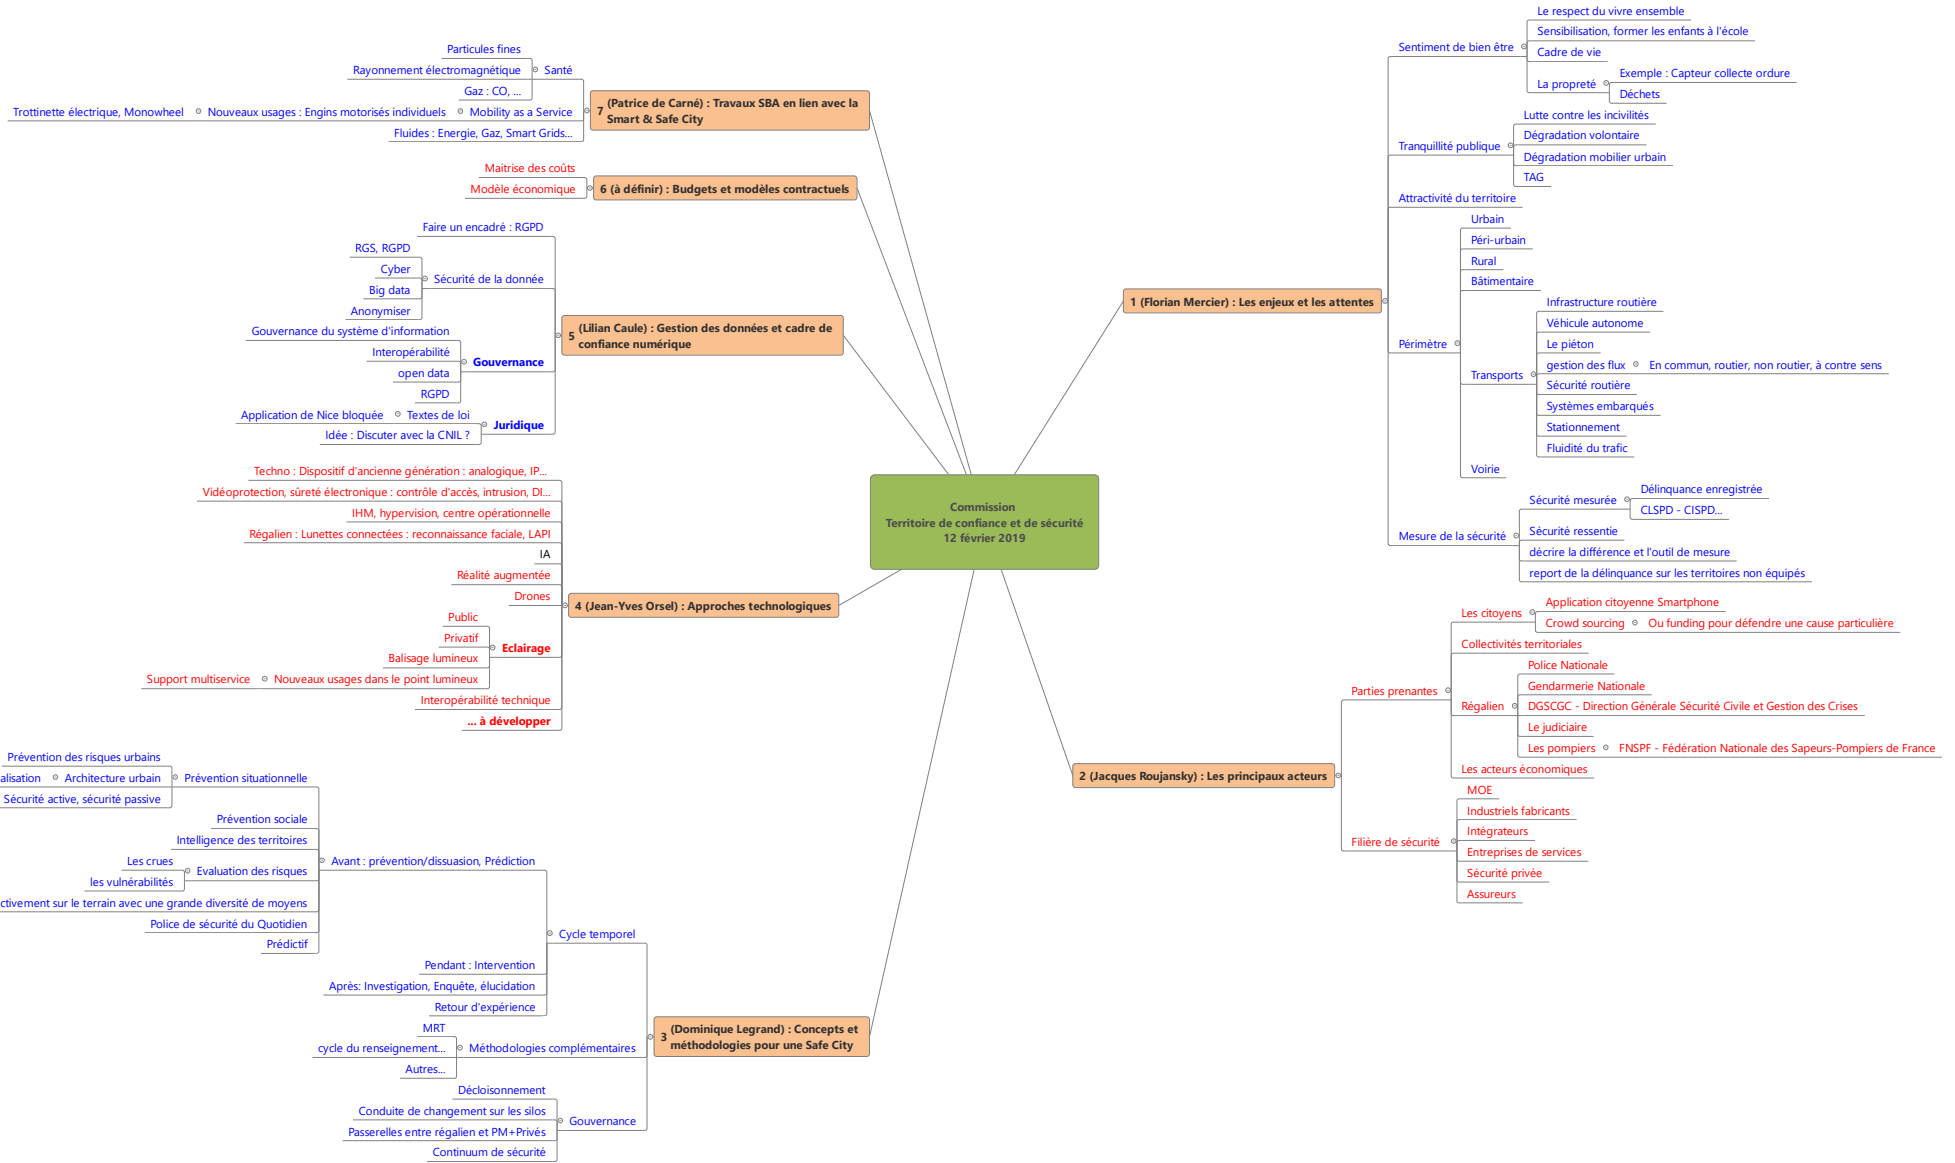 Commission
Territoire de confiance et de sécurité
12 février 2019
1 (Florian Mercier) : Les enjeux et les attentes
Sentiment de bien être
Le respect du vivre ensemble
Sensibilisation, former les enfants à l'école
Cadre de vie
La propreté
Exemple : Capteur collecte ordure
Déchets
Tranquillité publique
Lutte contre les incivilités
Dégradation volontaire
Dégradation mobilier urbain
TAG
Attractivité du territoire
Périmètre
Urbain
Péri-urbain
Rural
Bâtimentaire
Transports
Infrastructure routière
Véhicule autonome
Le piéton
gestion des flux
En commun, routier, non routier, à contre sens
Sécurité routière
Systèmes embarqués
Stationnement
Fluidité du trafic
Voirie
Mesure de la sécurité
Sécurité mesurée
Délinquance enregistrée
CLSPD - CISPD...
Sécurité ressentie
décrire la différence et l'outil de mesure
report de la délinquance sur les territoires non équipés
2 (Jacques Roujansky) : Les principaux acteurs
Parties prenantes
Les citoyens
Application citoyenne Smartphone
Crowd sourcing
Ou funding pour défendre une cause particulière
Collectivités territoriales
Régalien
Police Nationale
Gendarmerie Nationale
DGSCGC - Direction Générale Sécurité Civile et Gestion des Crises
Le judiciaire
Les pompiers
FNSPF - Fédération Nationale des Sapeurs-Pompiers de France
Les acteurs économiques
Filière de sécurité
MOE
Industriels fabricants
Intégrateurs
Entreprises de services
Sécurité privée
Assureurs
3 (Dominique Legrand) : Concepts et
méthodologies pour une Safe City
Cycle temporel
Avant : prévention/dissuasion, Prédiction
Prévention situationnelle
Prévention des risques urbains
Architecture urbain
alisation
Sécurité active, sécurité passive
Prévention sociale
Intelligence des territoires
Evaluation des risques
Les crues
les vulnérabilités
ctivement sur le terrain avec une grande diversité de moyens
Police de sécurité du Quotidien
Prédictif
Pendant : Intervention
Après: Investigation, Enquête, élucidation
Retour d'expérience
Méthodologies complémentaires
MRT
cycle du renseignement...
Autres...
Gouvernance
Décloisonnement
Conduite de changement sur les silos
Passerelles entre régalien et PM+Privés
Continuum de sécurité
4 (Jean-Yves Orsel) : Approches technologiques
Techno : Dispositif d'ancienne génération : analogique, IP...
Vidéoprotection, sûreté électronique : contrôle d'accès, intrusion, DI...
IHM, hypervision, centre opérationnelle
Régalien : Lunettes connectées : reconnaissance faciale, LAPI
IA
Réalité augmentée
Drones
Eclairage
Public
Privatif
Balisage lumineux
Nouveaux usages dans le point lumineux
Support multiservice
Interopérabilité technique
... à développer
5 (Lilian Caule) : Gestion des données et cadre de
confiance numérique
Faire un encadré : RGPD
Sécurité de la donnée
RGS, RGPD
Cyber
Big data
Anonymiser
Gouvernance
Gouvernance du système d'information
Interopérabilité
open data
RGPD
Juridique
Textes de loi
Application de Nice bloquée
Idée : Discuter avec la CNIL ?
6 (à définir) : Budgets et modèles contractuels
Maitrise des coûts
Modèle économique
7 (Patrice de Carné) : Travaux SBA en lien avec la
Smart & Safe City
Santé
Particules fines
Rayonnement électromagnétique
Gaz : CO, ...
Mobility as a Service
Nouveaux usages : Engins motorisés individuels
Trottinette électrique, Monowheel
Fluides : Energie, Gaz, Smart Grids...